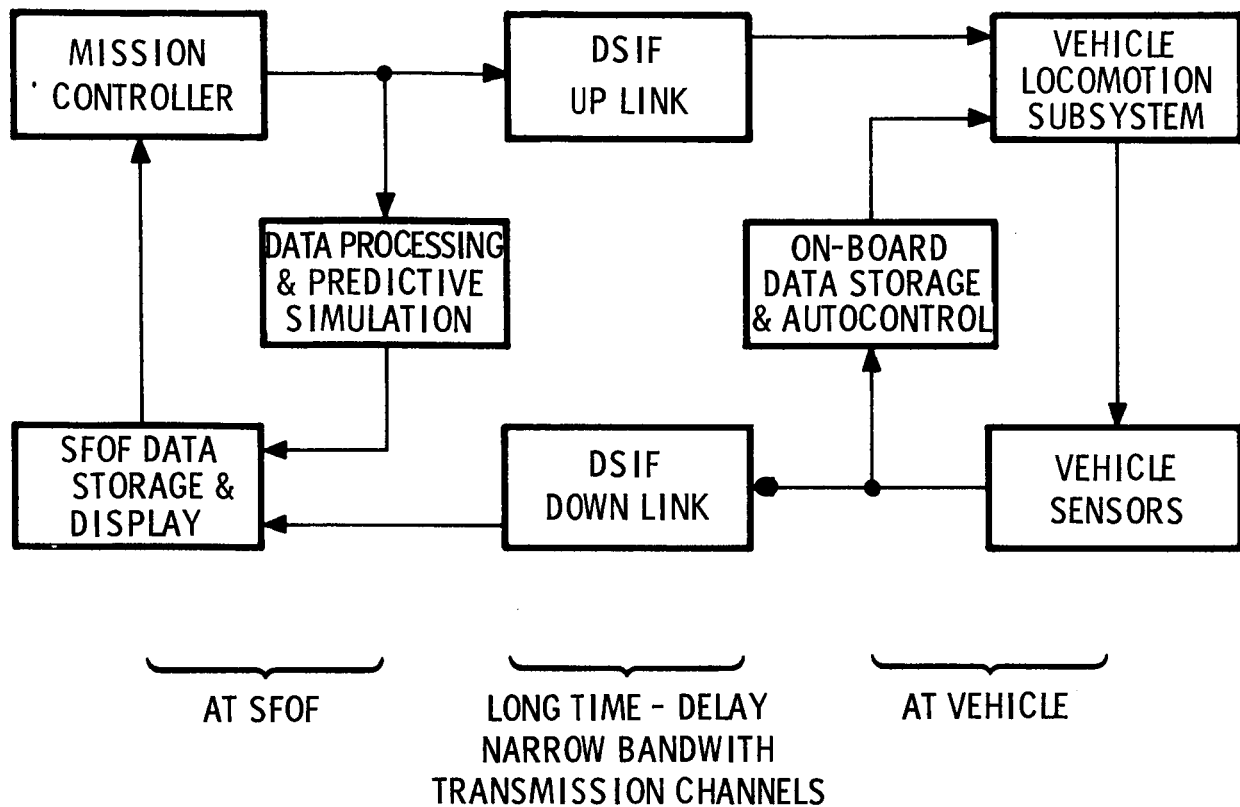 MISSION
CONTROLLER
DSIF
UP LINK
VEHICLE
LOCOMOTION
SUBSYSTEM
DATA PROCESSING
& PREDICTIVE
SIMULATION
ON-BOARD
DATA STORAGE
& AUTOCONTROL
SFOF DATA
STORAGE &
DISPLAY
DSIF
DOWN LINK
VEHICLE
SENSORS
AT SFOF
LONG TIME - DELAY
NARROW BANDWITH
TRANSMISSION CHANNELS
AT VEHICLE